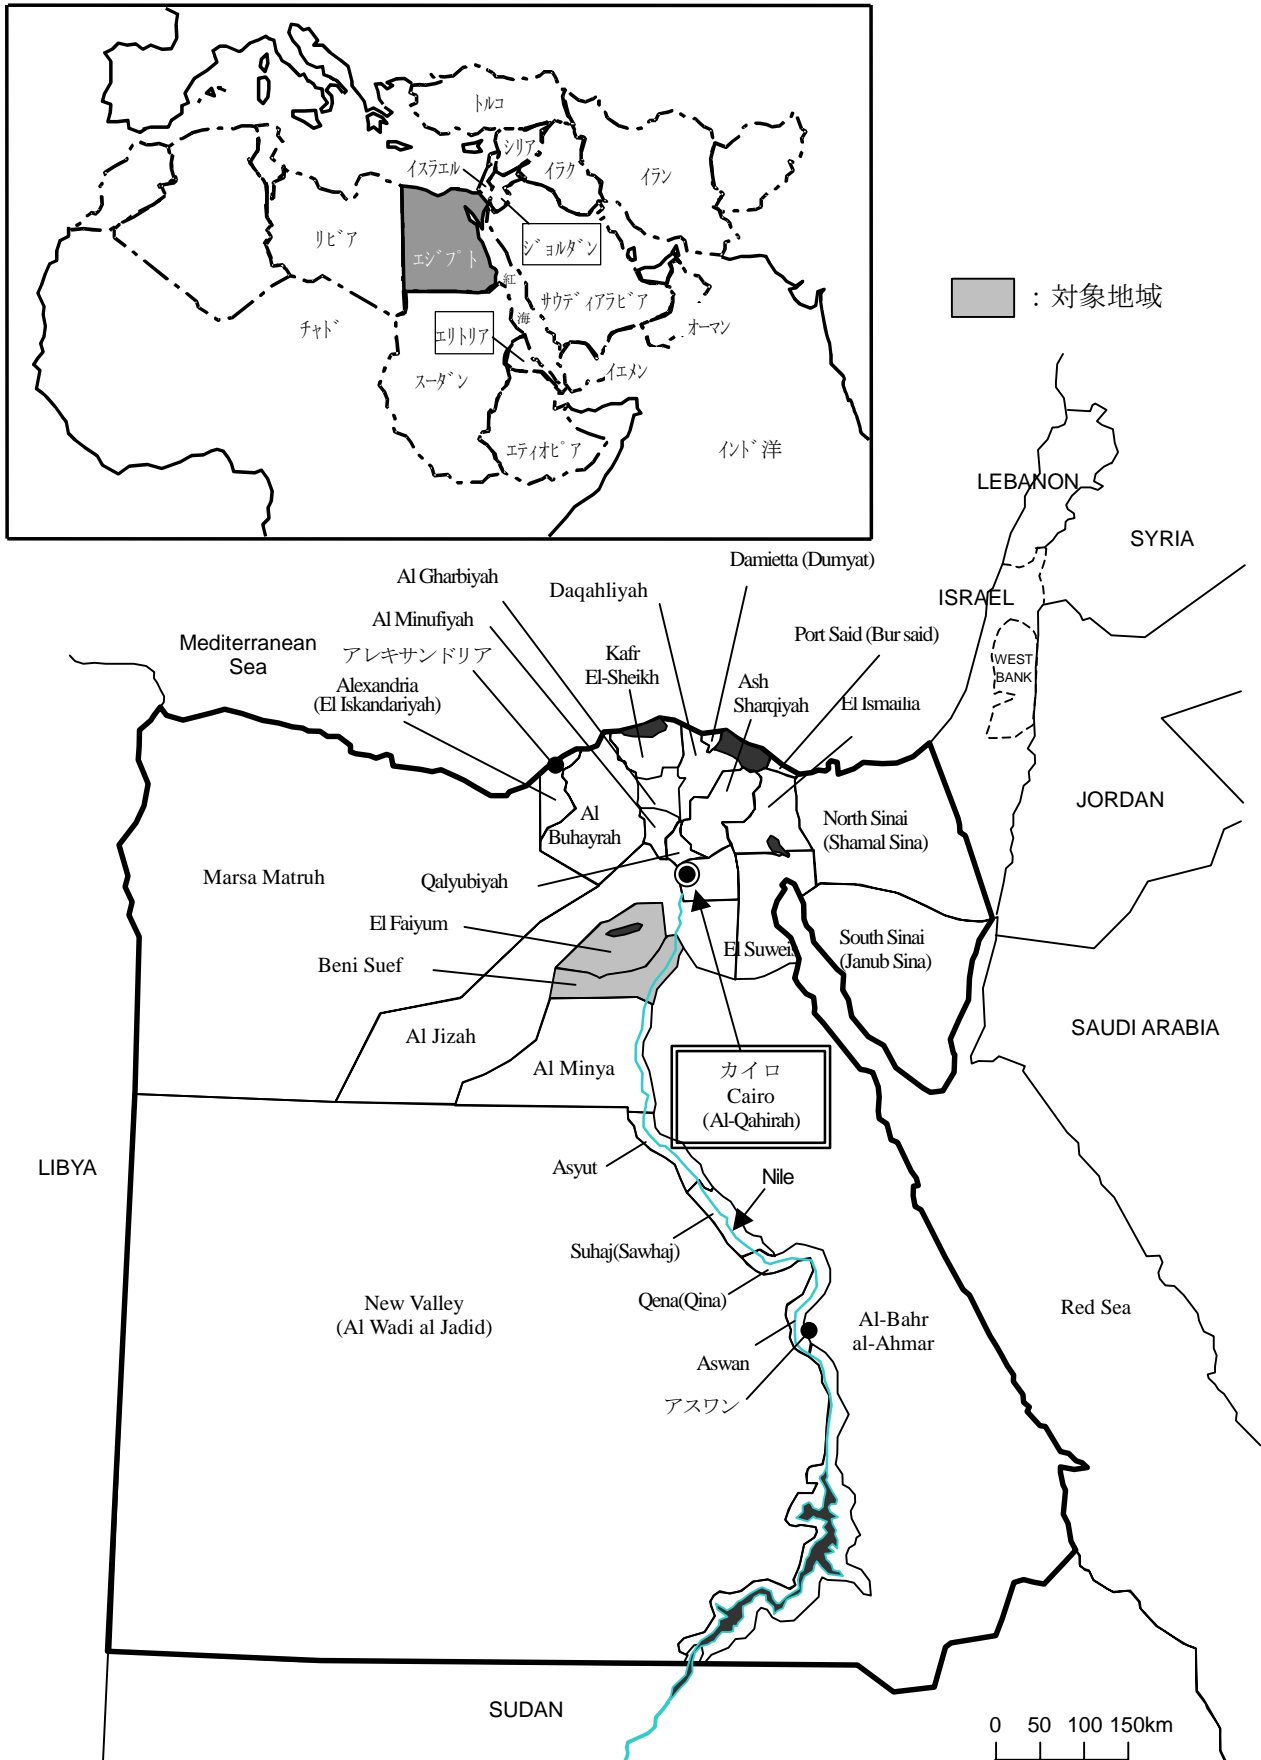 トルコ
シリア
イスラエル
イラク
イラン
リビア
エジプト
ジョルダン
紅
海
サウディアラビア
オーマン
チャド
エリトリア
スーダン
イエメン
エティオピア
インド洋
：対象地域
LEBANON
SYRIA
Damietta (Dumyat)
Al Gharbiyah
Daqahliyah
ISRAEL
Al Minufiyah
Port Said (Bur said)
Mediterranean
Sea
アレキサンドリア
Kafr
El-Sheikh
WEST
BANK
Alexandria
(El Iskandariyah)
Ash
Sharqiyah
El Ismailia
JORDAN
Al
Buhayrah
North Sinai
(Shamal Sina)
Marsa Matruh
Qalyubiyah
El Faiyum
Beni Suef
El Suweis
South Sinai
(Janub Sina)
SAUDI ARABIA
Al Jizah
Al Minya
カイロ
Cairo
(Al-Qahirah)
LIBYA
Asyut
Nile
Suhaj(Sawhaj)
Qena(Qina)
New Valley
(Al Wadi al Jadid)
Al-Bahr
al-Ahmar
Red Sea
Aswan
アスワン
SUDAN
0 50 100 150km